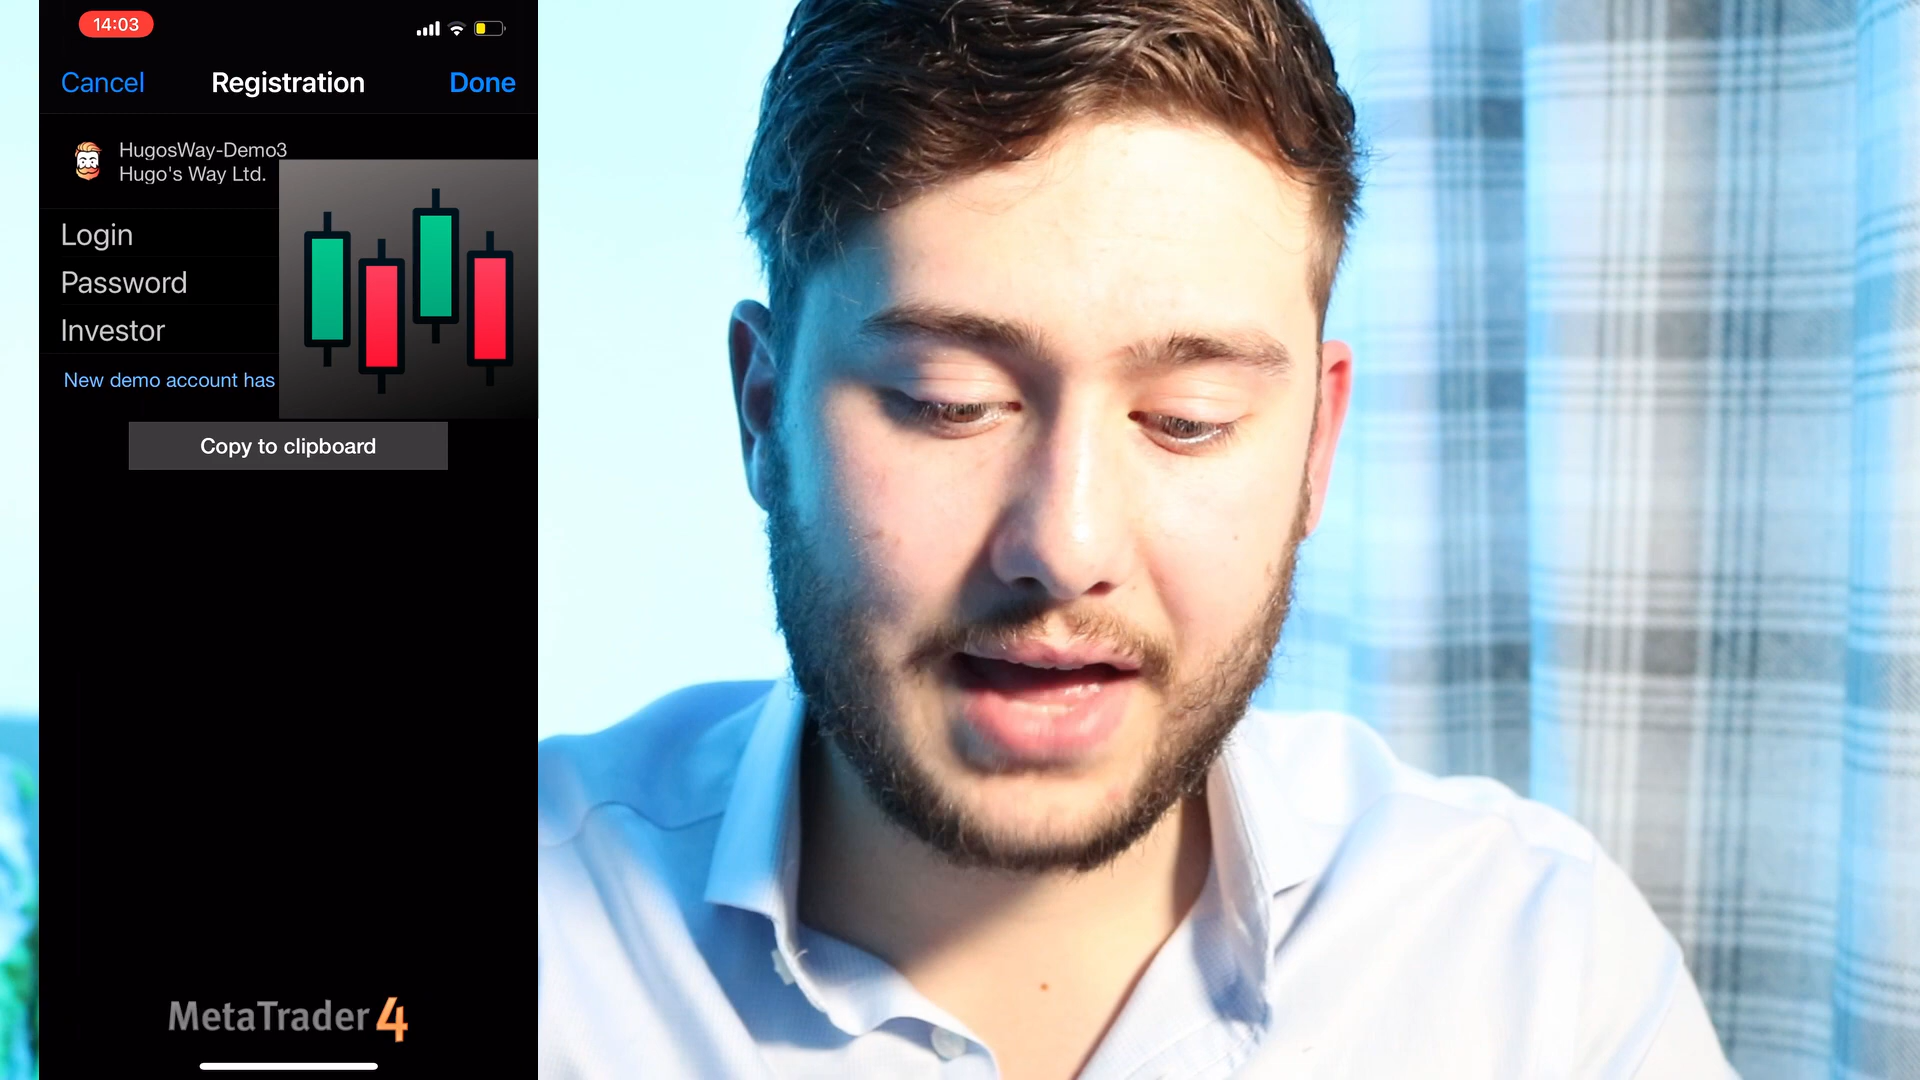 14:03
Cancel Registration Done
HugosWay-Demo3
Hugo's Way Ltd.
Login
Password
Investor
New demo account has
Copy to clipboard
MetaTrader 4